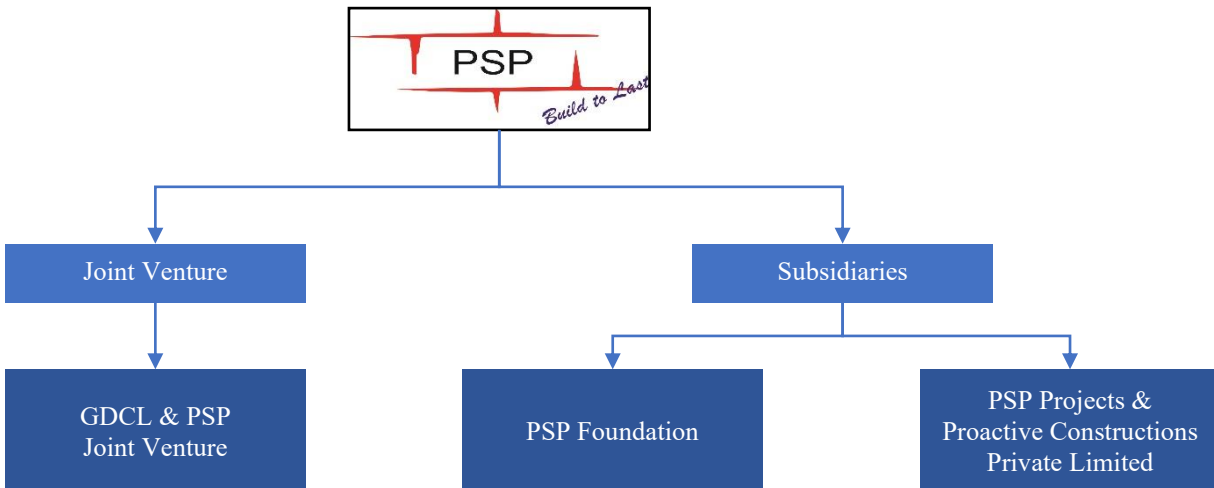 PSP
Build to Last
Joint Venture
Subsidiaries
GDCL & PSP
Joint Venture
PSP Foundation
PSP Projects &
Proactive Constructions
Private Limited